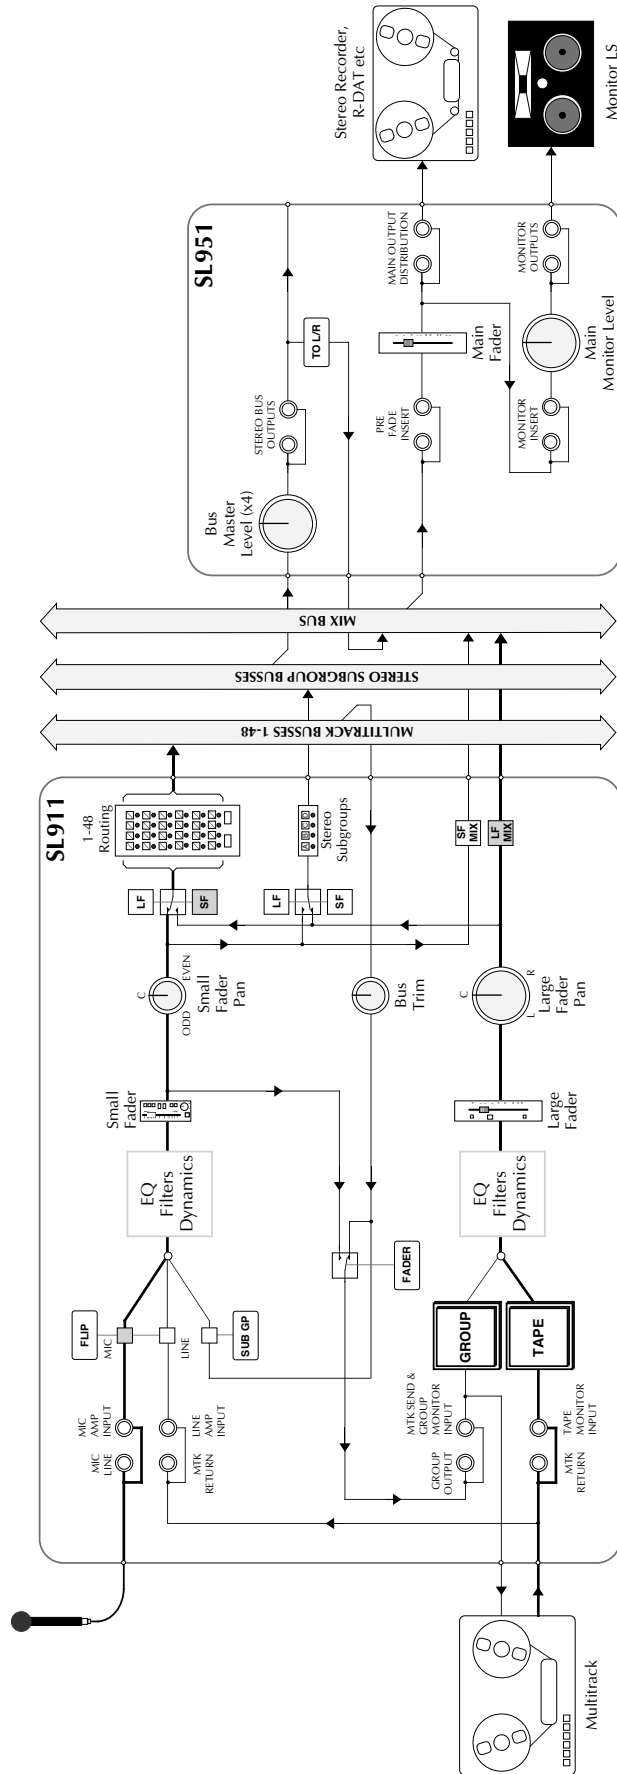 SL911
MIC
LINE
MIC AMP
INPUT
FLIP
MIC
MTK
RETURN
LINE
AMP
INPUT
LINE
SUB GP
EQ
Filters
Dynamics
Small
Fader
C
ODD
EVEN
Small Fader
Pan
LF
SF
1-48
Routing
A
B
C
D
Stereo
Subgroups
LF
SF
FADER
Bus
Trim
GROUP
OUTPUT
MTK SEND &
GROUP
MONITOR
INPUT
GROUP
MTK
RETURN
TAPE
MONITOR
INPUT
TAPE
EQ
Filters
Dynamics
Large
Fader
C
L
R
Large
Fader
Pan
SF
MIX
LF
MIX
Multitrack
MULTITRACK BUSSES 1-48
STEREO SUBGROUP BUSSES
MIX BUS
SL951
Bus
Master
Level (x4)
STEREO BUS
OUTPUTS
TO L/R
PRE
FADE
INSERT
Main
Fader
MAIN OUTPUT
DISTRIBUTION
MONITOR
INSERT
Main
Monitor Level
MONITOR
OUTPUTS
Stereo Recorder,
R-DAT etc
Monitor LS